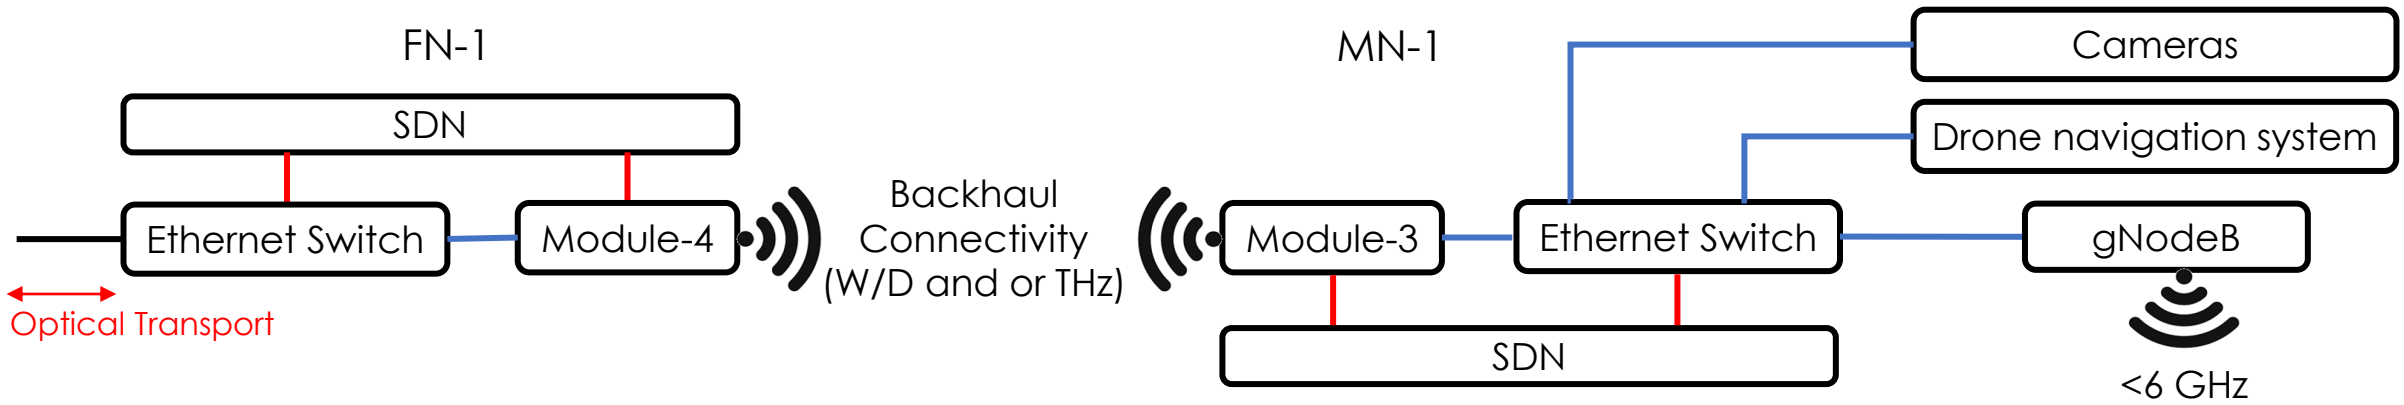 FN-1
MN-1
Cameras
SDN
Drone navigation system
Ethernet Switch
Module-4
Backhaul
Connectivity
(W/D and or THz)
Module-3
Ethernet Switch
gNodeB
Optical Transport
SDN
<6 GHz